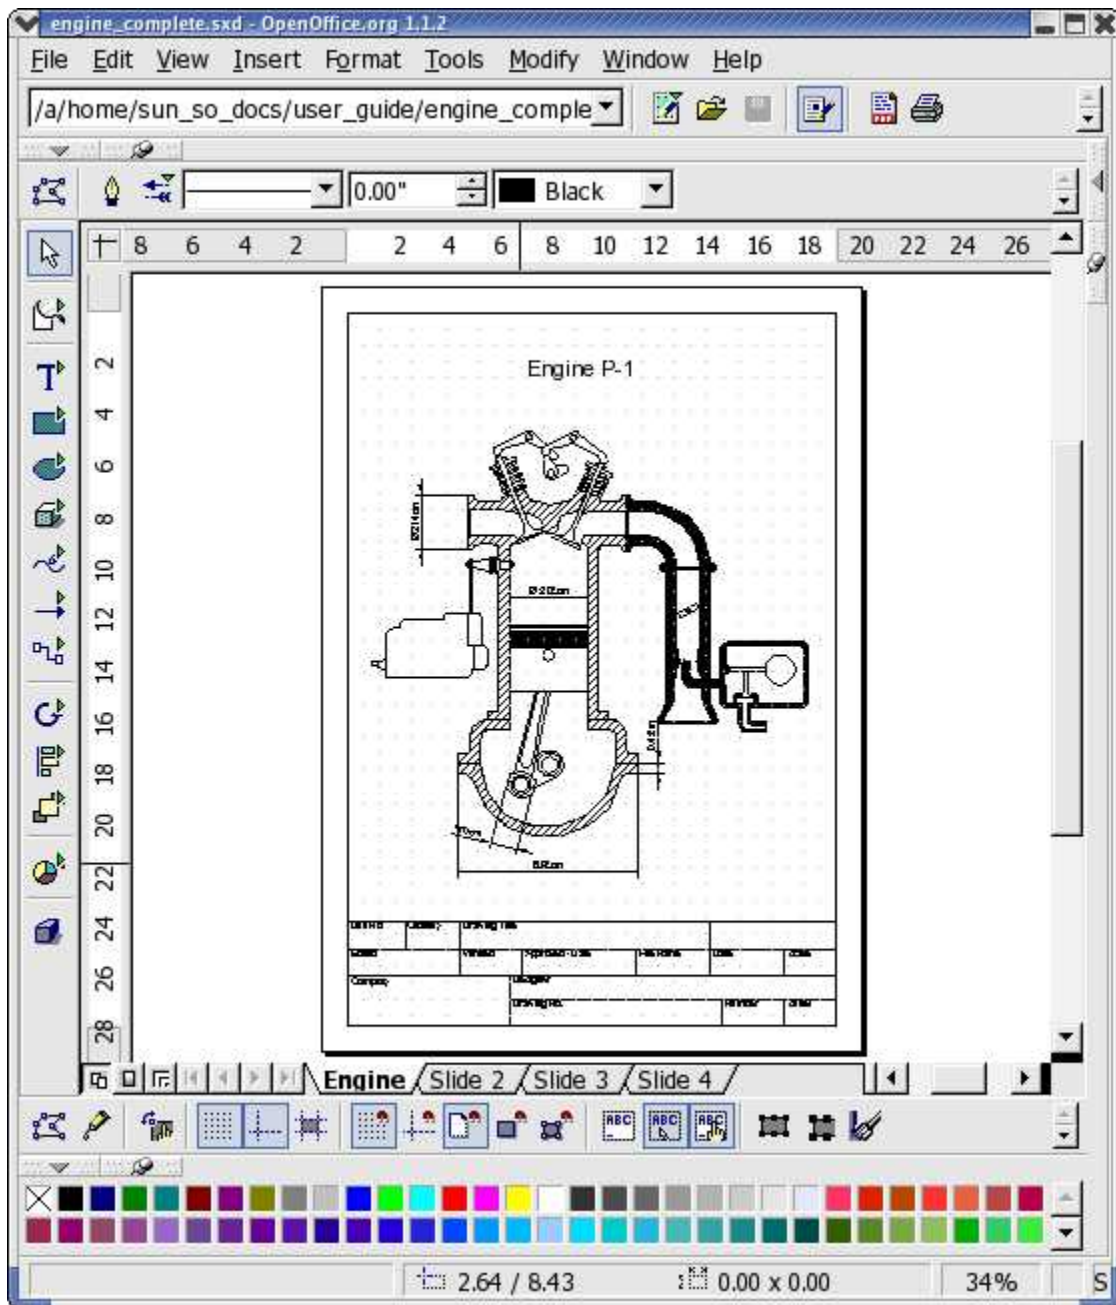 engine_complete.sxd - OpenOffice.org 1.1.2
File Edit View Insert Format Tools Modify Window Help
/a/home/sun_so_docs/user_guide/engine_comple
0.00" Black
8 6 4 2 2 4 6 8 10 12 14 16 18 20 22 24 26
2
4
6
8
10
12
14
16
18
20
22
24
26
28
Engine P-1
Engine Slide 2 Slide 3 Slide 4
ABC ABC ABC
2.64 / 8.43 0.00 x 0.00 34% S